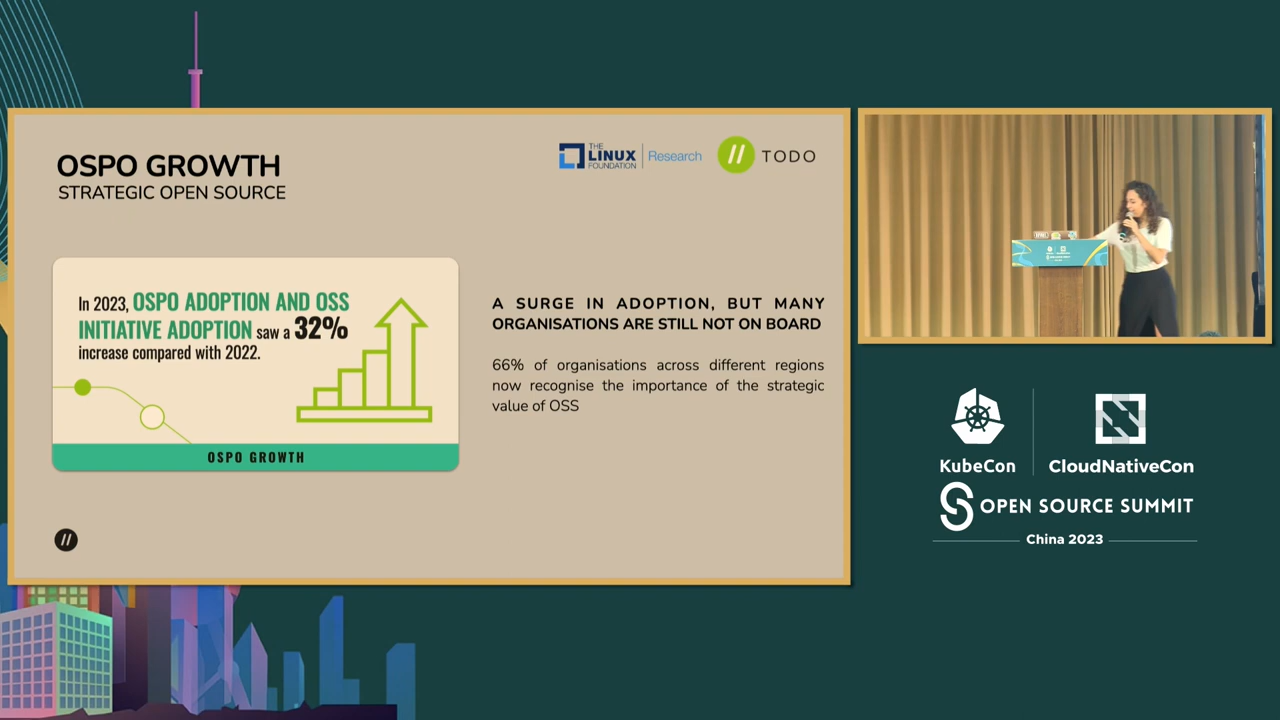 OSPO GROWTH
STRATEGIC OPEN SOURCE
THE
LINUX
FOUNDATION
Research
TODO
In 2023, OSPO ADOPTION AND OSS
INITIATIVE ADOPTION saw a 32%
increase compared with 2022.
OSPO GROWTH
A SURGE IN ADOPTION, BUT MANY
ORGANISATIONS ARE STILL NOT ON BOARD
66% of organisations across different regions
now recognise the importance of the strategic
value of OSS
KubeCon
CloudNativeCon
OPEN SOURCE SUMMIT
China 2023